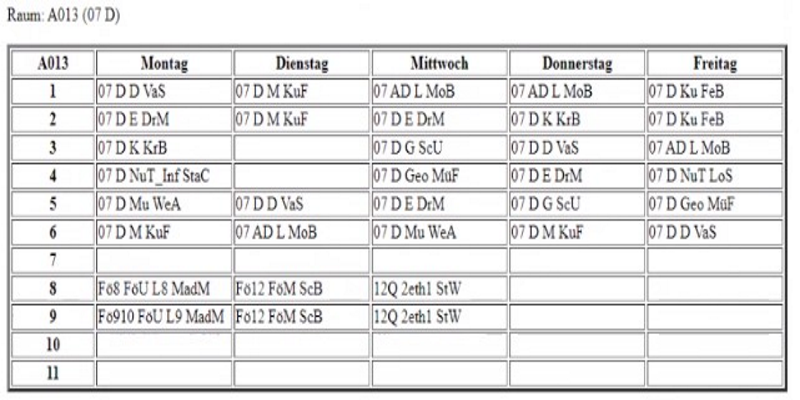 Raum: A013 (07 D)
A013 Montag Dienstag Mittwoch Donnerstag Freitag
1 07 D D VaS 07 D M KuF 07 AD L MoB 07 AD L MoB 07 D Ku FeB
2 07 D E DrM 07 D M KuF 07 D E DrM 07 D K KrB 07 D Ku FeB
3 07 D K KrB 07 D G ScU 07 D D VaS 07 AD L MoB
4 07 D NuT_Inf StaC 07 D Geo MüF 07 D E DrM 07 D NuT LoS
5 07 D Mu WeA 07 D D VaS 07 D E DrM 07 D G ScU 07 D Geo MüF
6 07 D M KuF 07 AD L MoB 07 D Mu WeA 07 D M KuF 07 D D VaS
7
8 Fö8 FöU L8 MadM Fö12 FöM ScB 12Q 2eth1 StW
9 Fö910 FöU L9 MadM Fö12 FöM ScB 12Q 2eth1 StW
10
11